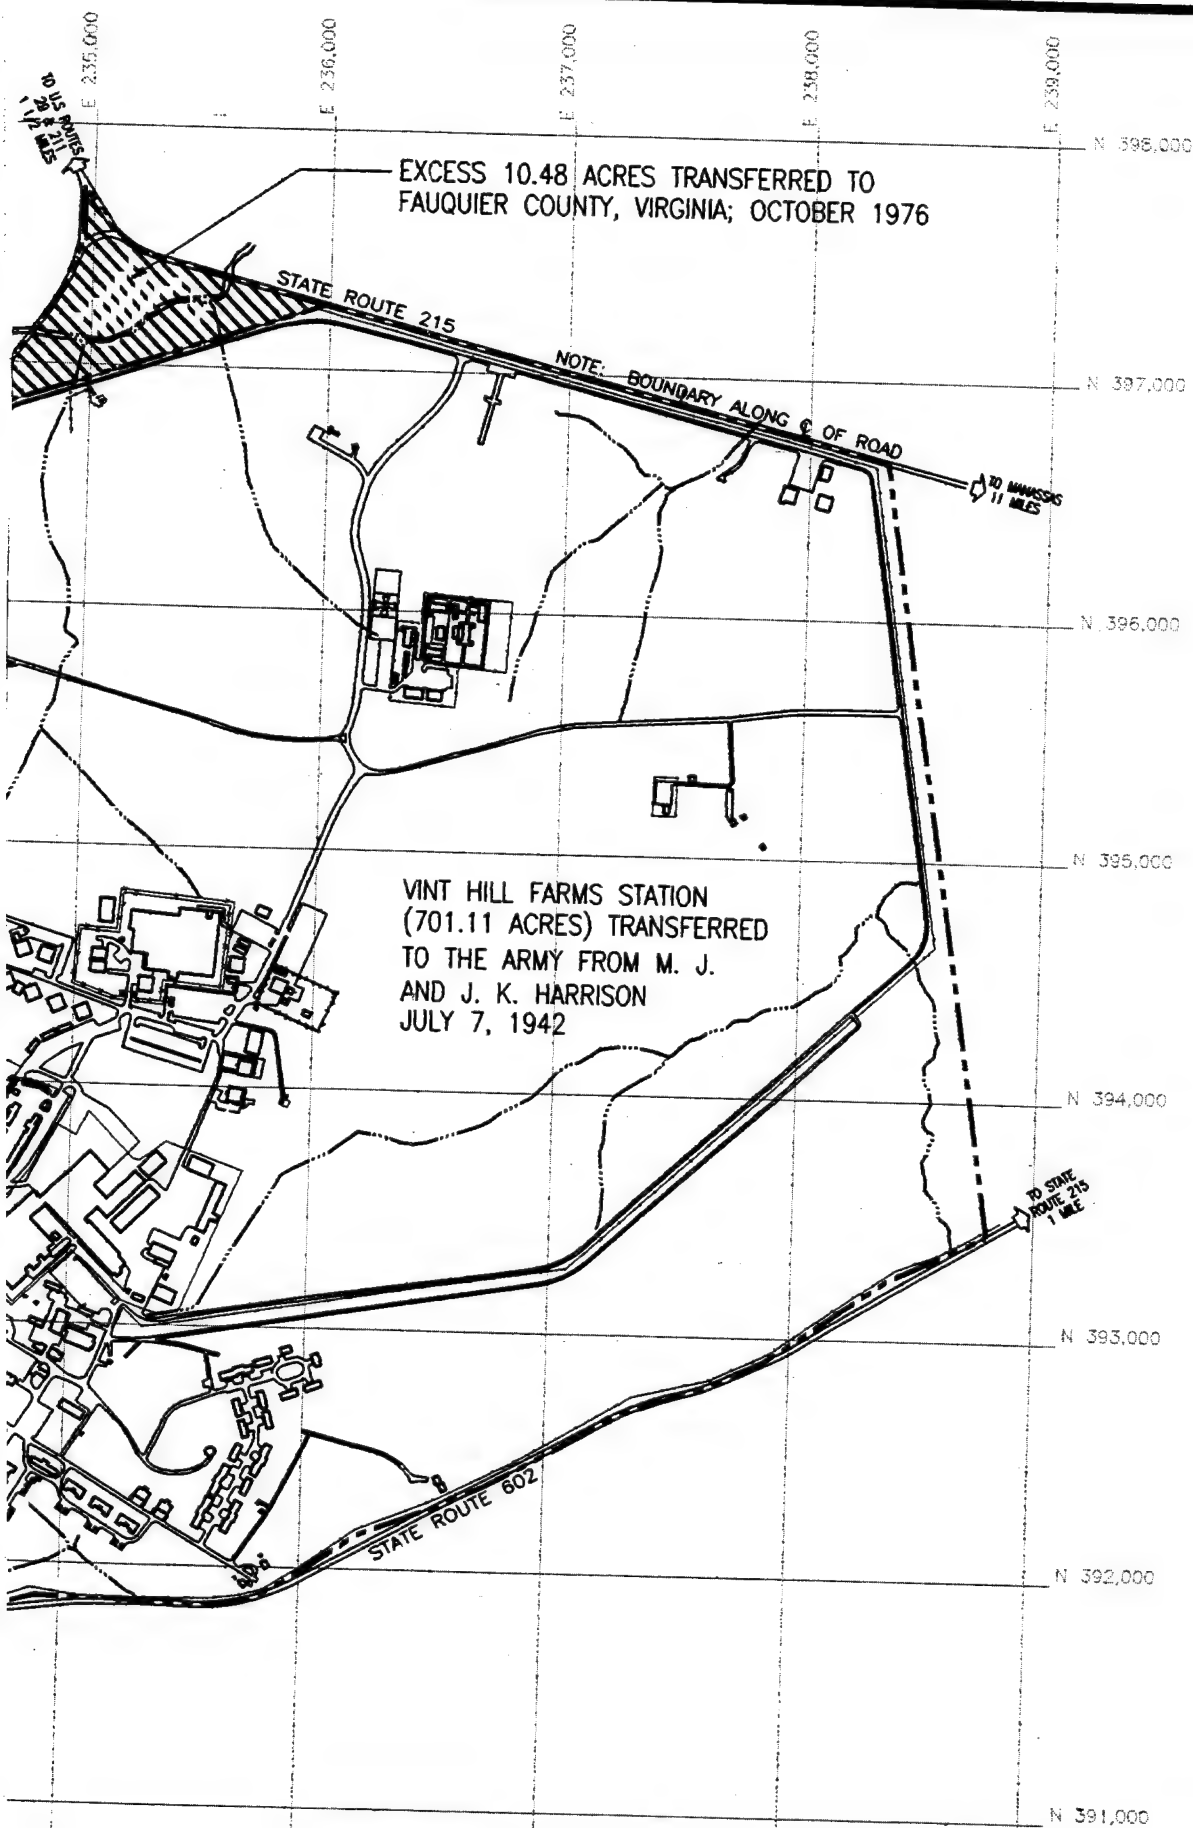 E 235,000
E 236,000
E 237,000
E 238,000
E 239,000
TO U.S ROUTES
29 & 211
1 1/2 MILES
N 398,000
EXCESS 10.48 ACRES TRANSFERRED TO
FAUQUIER COUNTY, VIRGINIA; OCTOBER 1976
STATE ROUTE 215
NOTE: BOUNDARY ALONG ℄ OF ROAD
N 397,000
TO MANASSAS
11 MILES
N 396,000
N 395,000
VINT HILL FARMS STATION
(701.11 ACRES) TRANSFERRED
TO THE ARMY FROM M. J.
AND J. K. HARRISON
JULY 7, 1942
N 394,000
TO STATE
ROUTE 215
1 MILE
N 393,000
STATE ROUTE 602
N 392,000
N 391,000